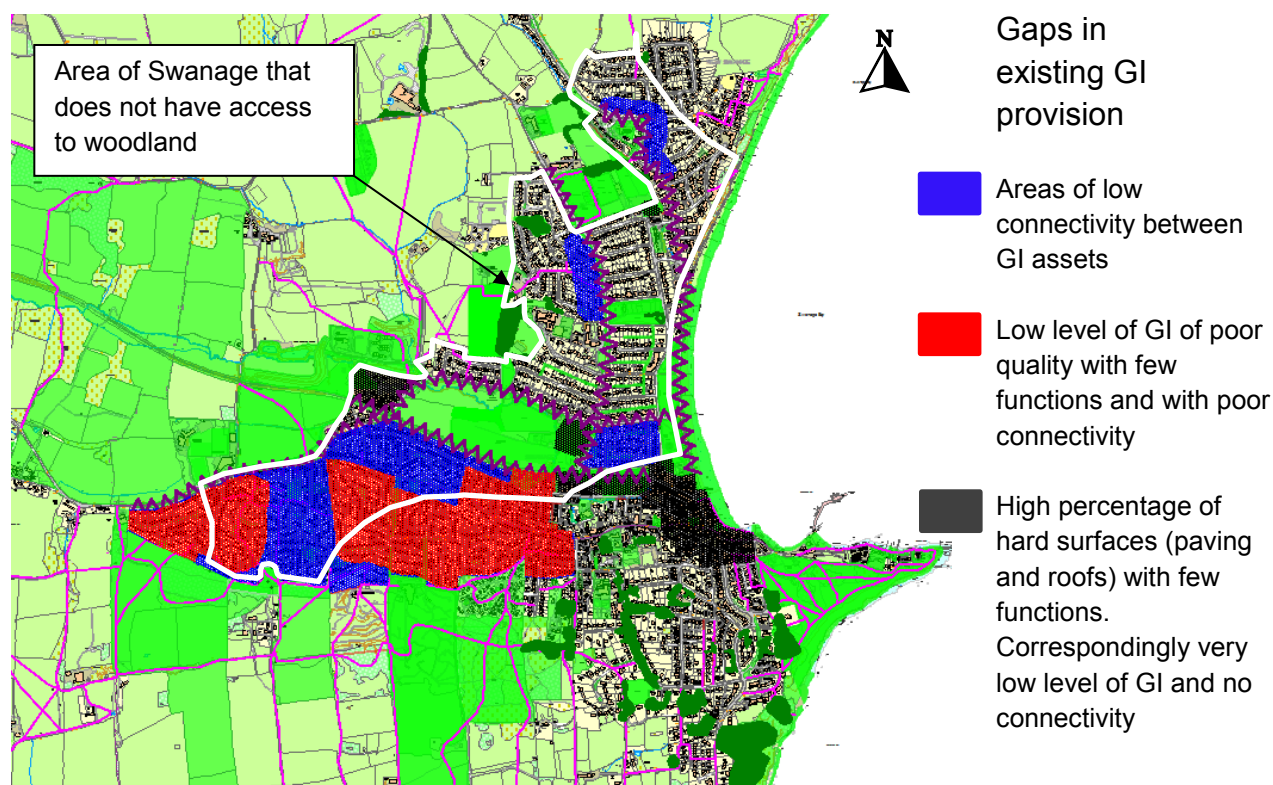 Area of Swanage that
does not have access
to woodland
N
Gaps in
existing GI
provision
Areas of low
connectivity between
GI assets
Low level of GI of poor
quality with few
functions and with poor
connectivity
High percentage of
hard surfaces (paving
and roofs) with few
functions.
Correspondingly very
low level of GI and no
connectivity
Swanage Bay